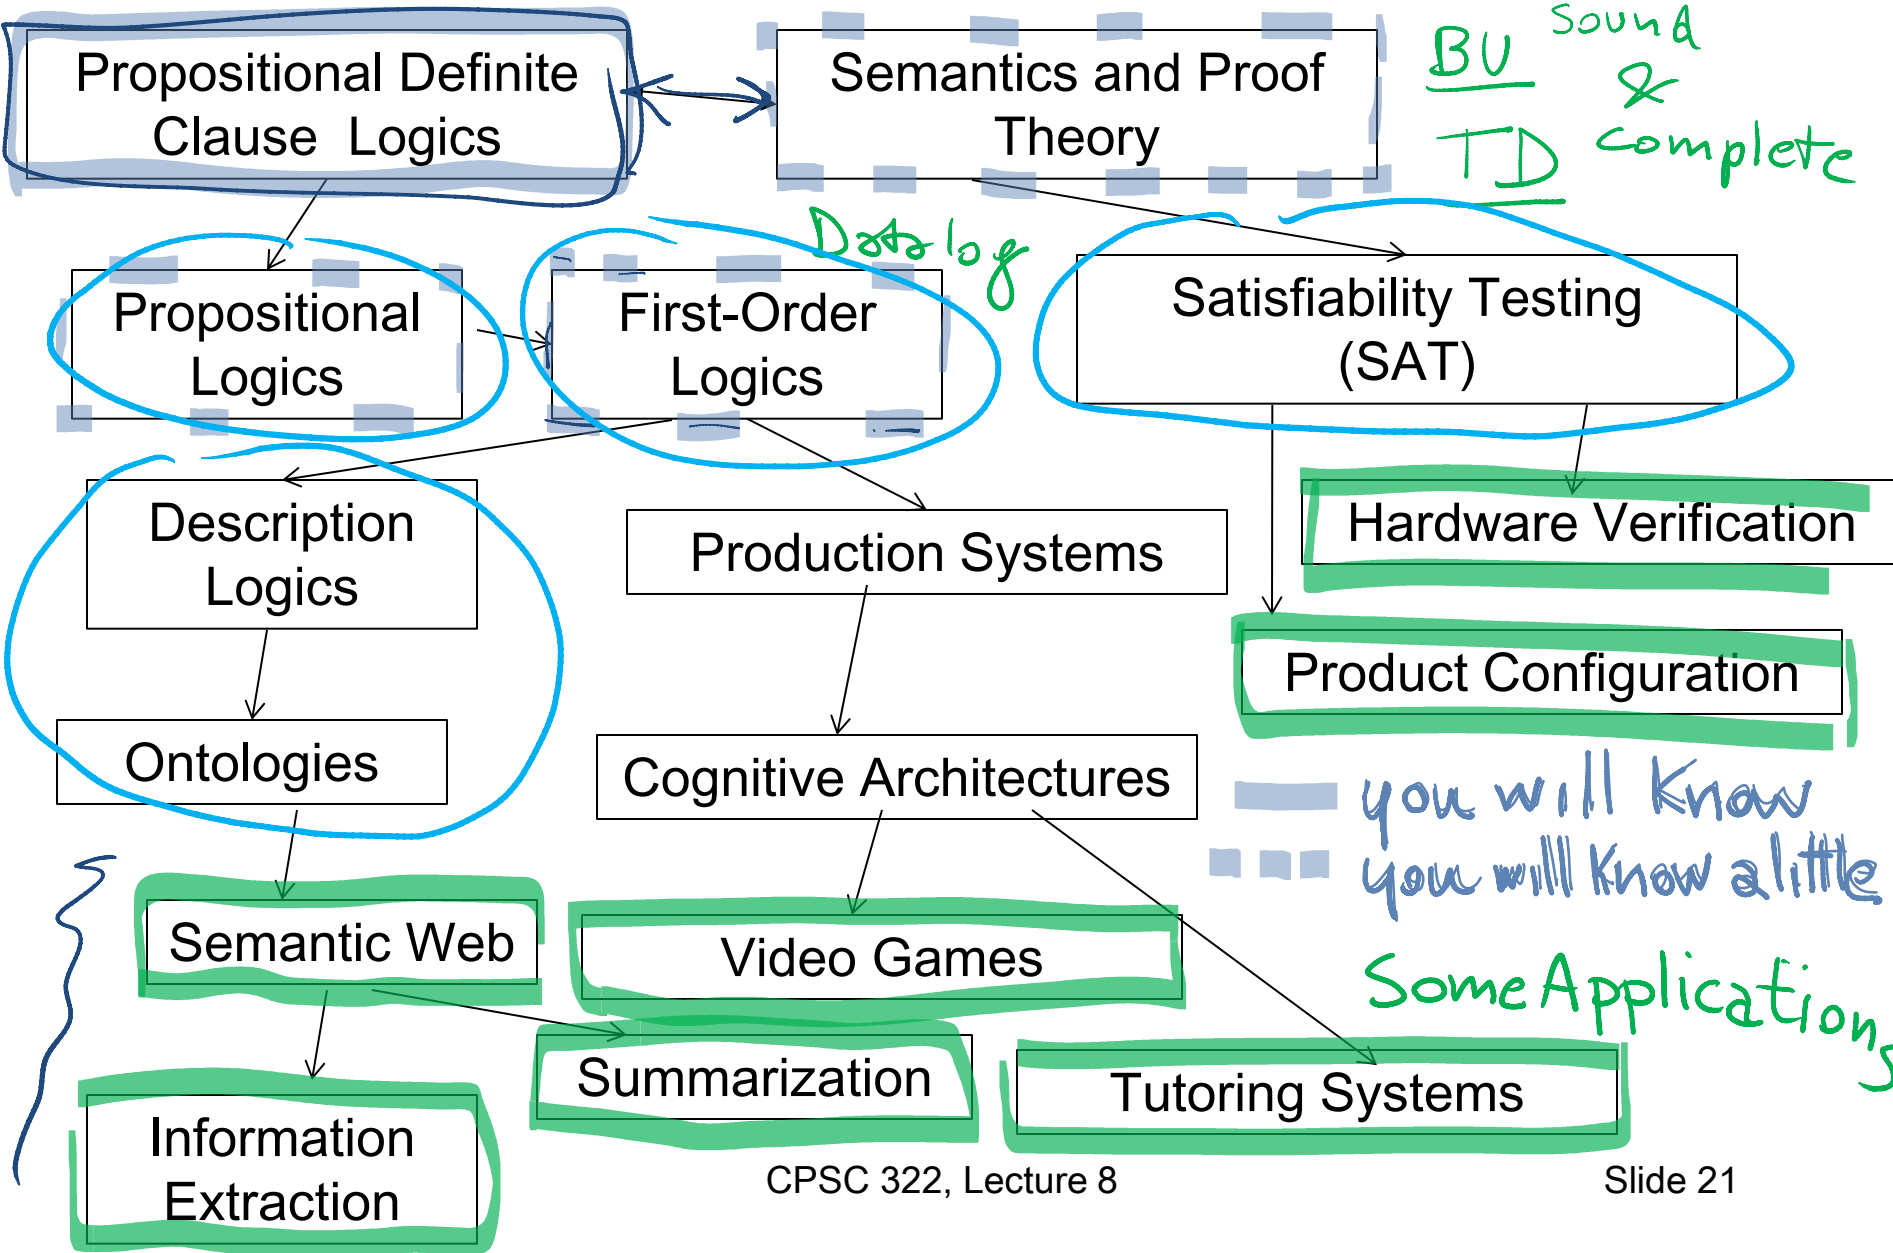 Propositional Definite
Clause Logics
Semantics and Proof
Theory
BU
TD
Sound
&
complete
Datalog
Propositional
Logics
First-Order
Logics
Satisfiability Testing
(SAT)
Description
Logics
Production Systems
Hardware Verification
Product Configuration
Ontologies
Cognitive Architectures
you will know
you will know a little
Semantic Web
Video Games
Some Applications
Summarization
Tutoring Systems
Information
Extraction
CPSC 322, Lecture 8
Slide 21